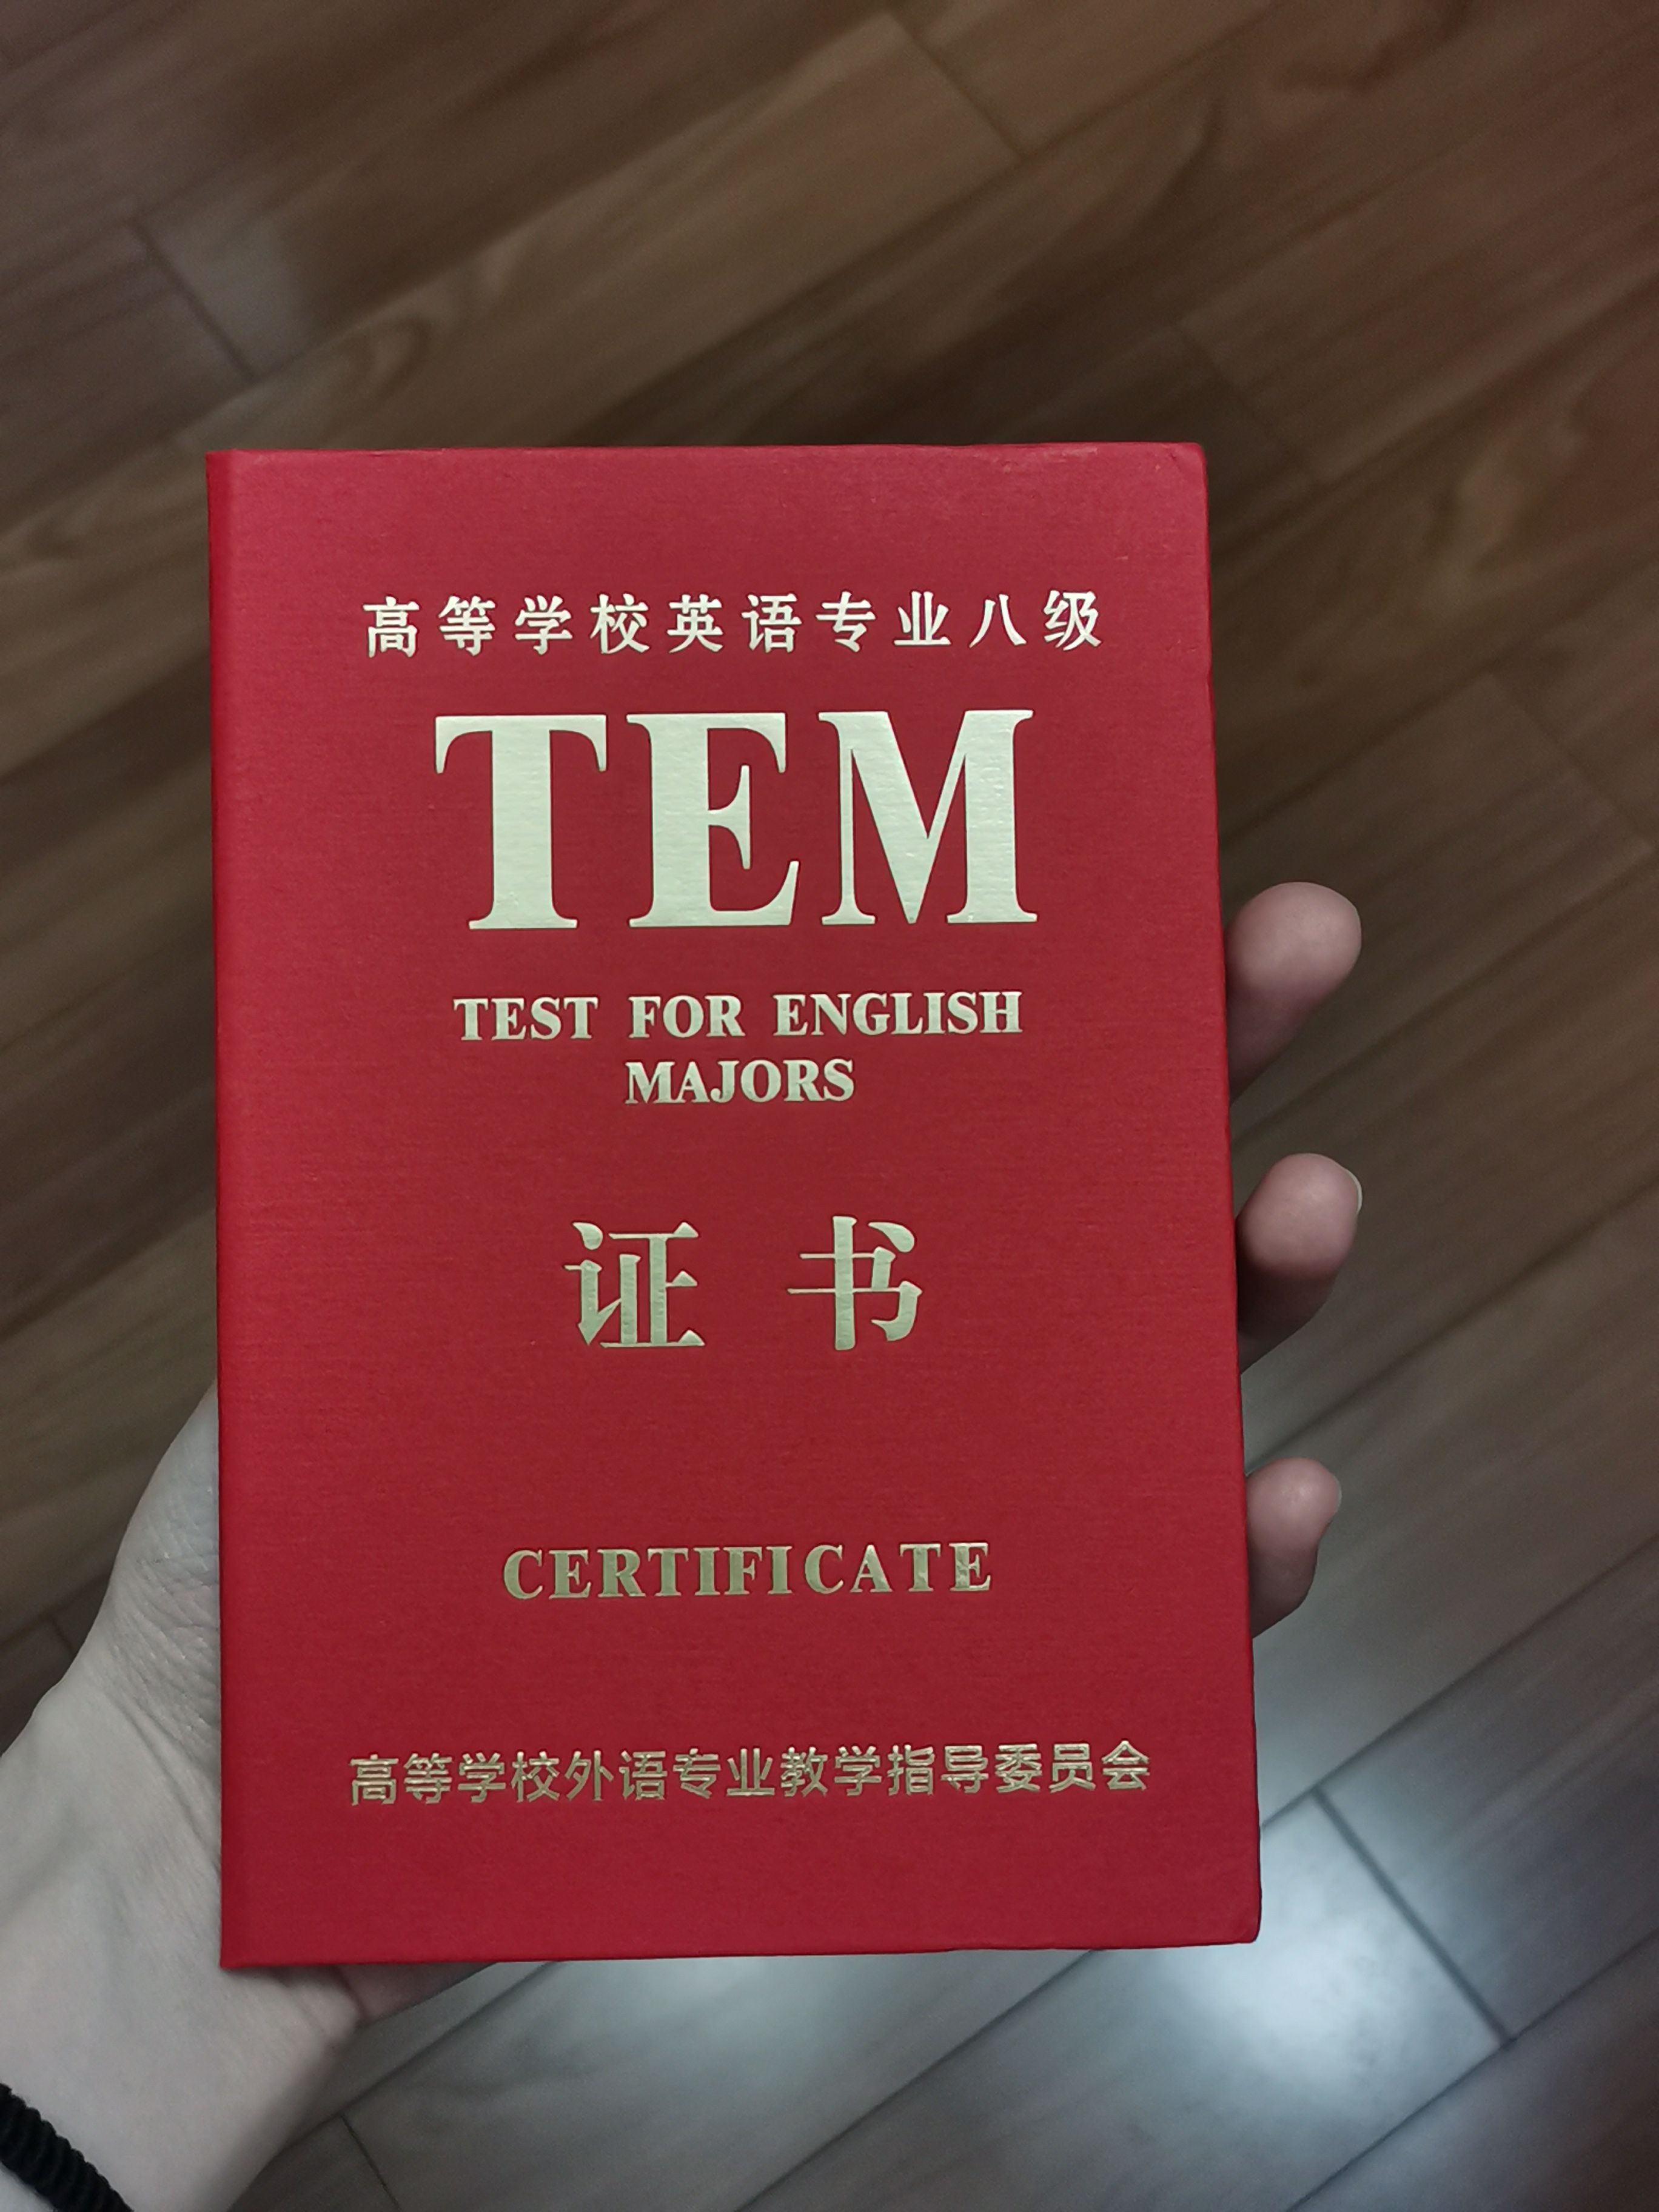 高等学校英语专业八级
TEM
TEST FOR ENGLISH
MAJORS
证书
CERTIFICATE
高等学校外语专业教学指导委员会